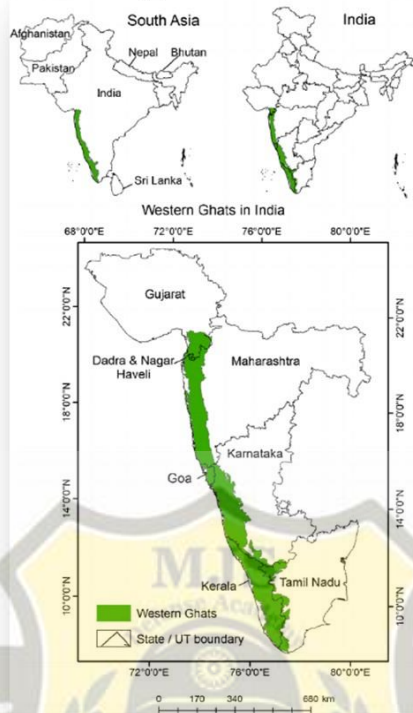 South Asia
India
Afghanistan
Nepal
Bhutan
Pakistan
India
Sri Lanka
Western Ghats in India
68°0'0"E 72°0'0"E 76°0'0"E 80°0'0"E
22°0'0"N
18°0'0"N
14°0'0"N
10°0'0"N
Gujarat
Dadra & Nagar
Haveli
Maharashtra
Karnataka
Goa
Kerala
Tamil Nadu
Western Ghats
State / UT boundary
22°0'0"N
18°0'0"N
14°0'0"N
10°0'0"N
72°0'0"E 76°0'0"E 80°0'0"E
0 170 340 680 km